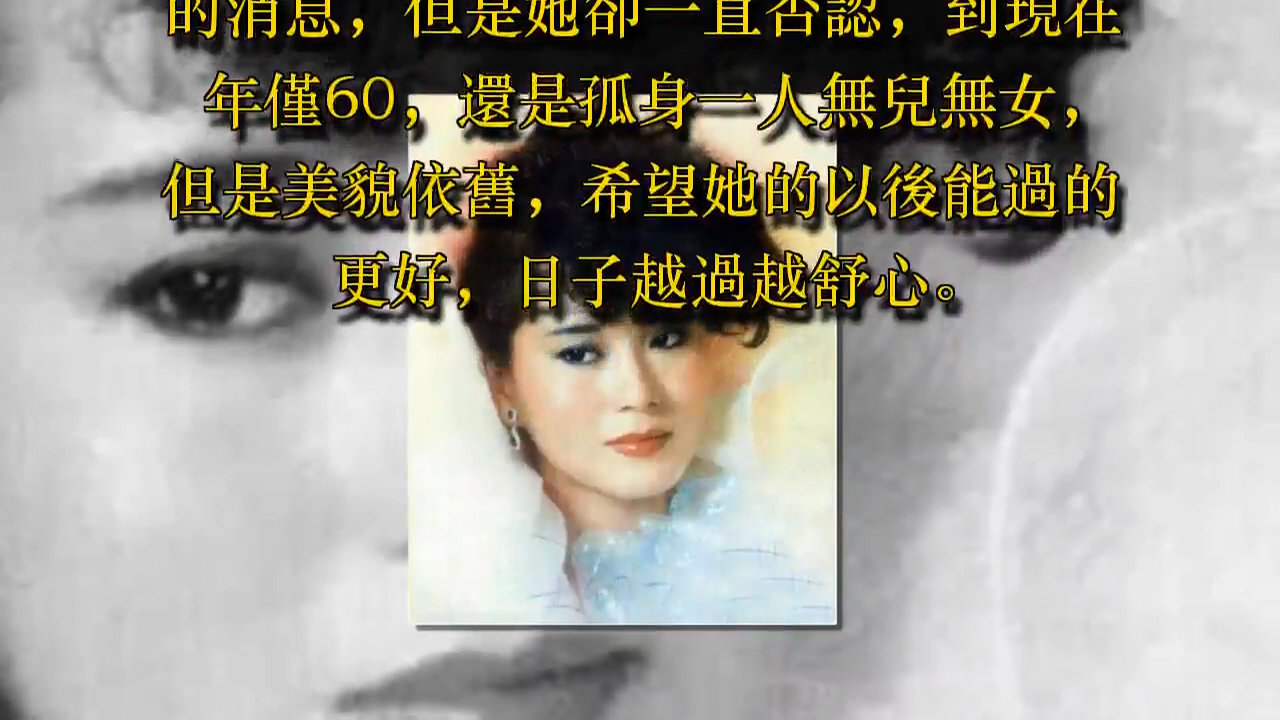 的消息，但是她卻一直否認，到現在
年僅60，還是孤身一人無兒無女，
但是美貌依舊，希望她的以後能過的
更好，日子越過越舒心。